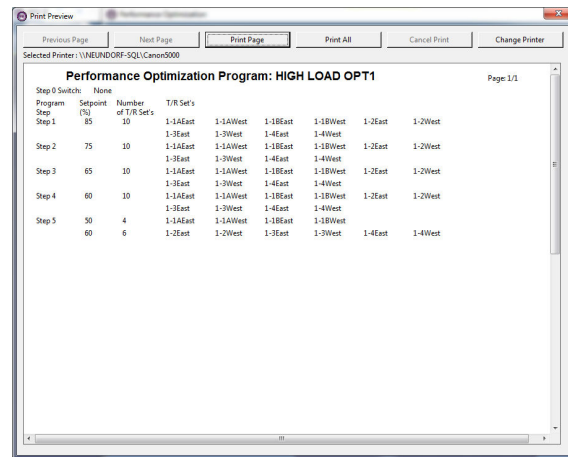 Print Preview
Performance Optimization
Previous Page Next Page Print Page Print All Cancel Print Change Printer
Selected Printer : \\NEUNDORF-SQL\Canon5000
Performance Optimization Program: HIGH LOAD OPT1 Page: 1/1
Step 0 Switch: None
Program Setpoint Number T/R Set's
Step (%) of T/R Set's
Step 1 85 10 1-1AEast 1-1AWest 1-1BEast 1-1BWest 1-2East 1-2West
1-3East 1-3West 1-4East 1-4West
Step 2 75 10 1-1AEast 1-1AWest 1-1BEast 1-1BWest 1-2East 1-2West
1-3East 1-3West 1-4East 1-4West
Step 3 65 10 1-1AEast 1-1AWest 1-1BEast 1-1BWest 1-2East 1-2West
1-3East 1-3West 1-4East 1-4West
Step 4 60 10 1-1AEast 1-1AWest 1-1BEast 1-1BWest 1-2East 1-2West
1-3East 1-3West 1-4East 1-4West
Step 5 50 4 1-1AEast 1-1AWest 1-1BEast 1-1BWest
60 6 1-2East 1-2West 1-3East 1-3West 1-4East 1-4West